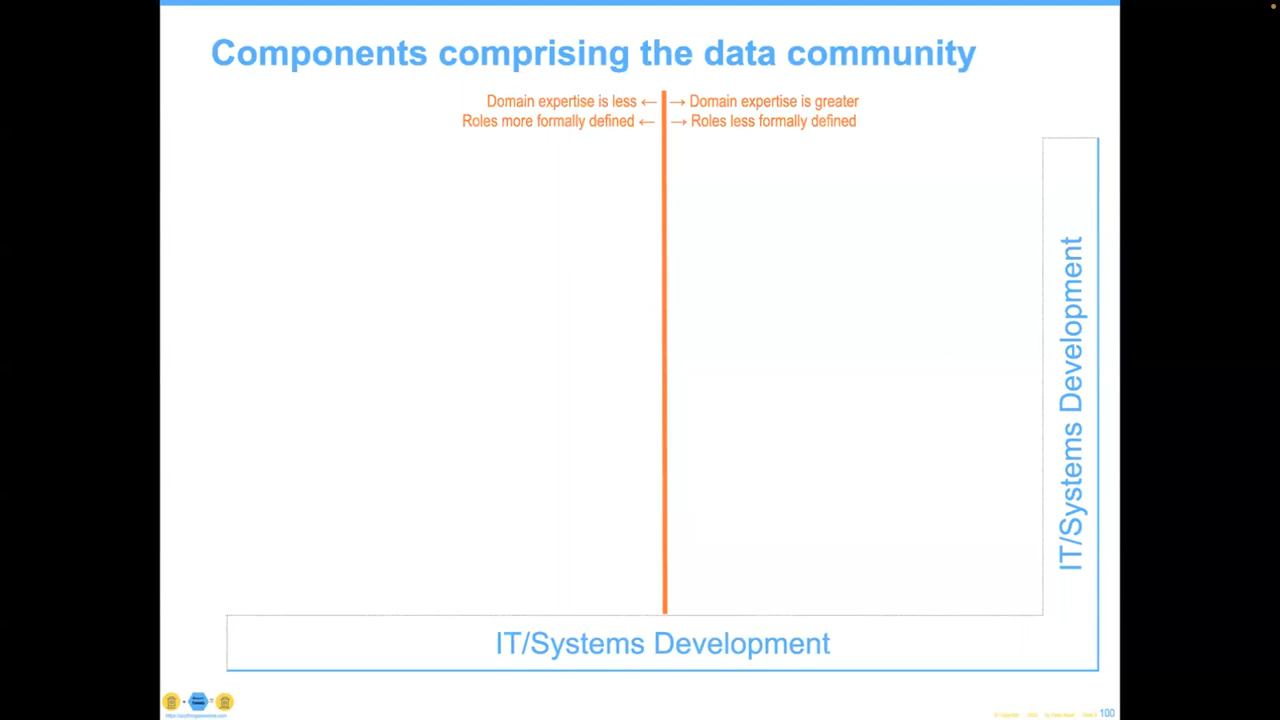 Components comprising the data community
Domain expertise is less ← → Domain expertise is greater
Roles more formally defined ← → Roles less formally defined
IT/Systems Development
IT/Systems Development
100